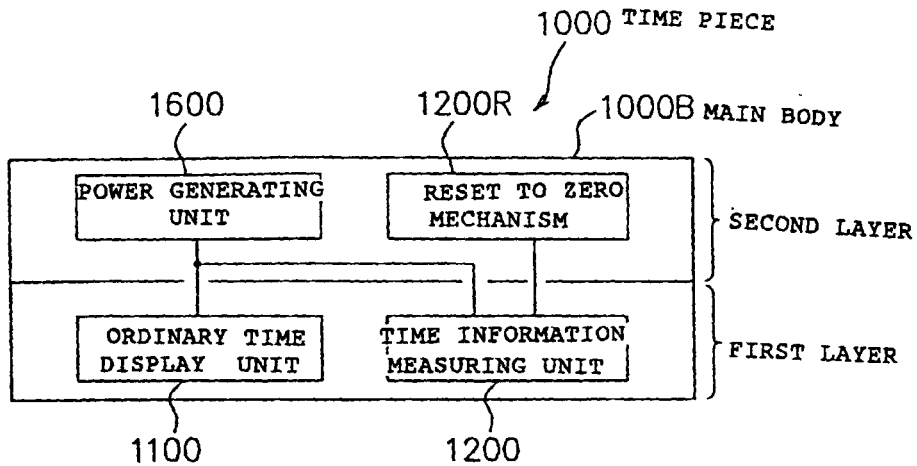 1000 TIME PIECE
1600
1200R
1000B MAIN BODY
POWER GENERATING
UNIT
RESET TO ZERO
MECHANISM
SECOND LAYER
ORDINARY TIME
DISPLAY UNIT
TIME INFORMATION
MEASURING UNIT
FIRST LAYER
1100
1200